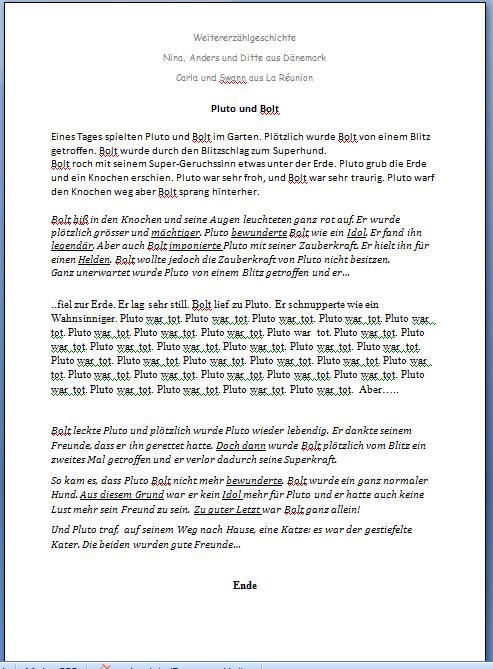 Weitererzählgeschichte
Nina, Anders und Ditte aus Dänemark
Carla und Swann aus La Réunion
Pluto und Bolt
Eines Tages spielten Pluto und Bolt im Garten. Plötzlich wurde Bolt von einem Blitz
getroffen. Bolt wurde durch den Blitzschlag zum Superhund.
Bolt roch mit seinem Super-Geruchssinn etwas unter der Erde. Pluto grub die Erde
und ein Knochen erschien. Pluto war sehr froh, und Bolt war sehr traurig. Pluto warf
den Knochen weg aber Bolt sprang hinterher.
Bolt biß in den Knochen und seine Augen leuchteten ganz rot auf. Er wurde
plötzlich grösser und mächtiger. Pluto bewunderte Bolt wie ein Idol. Er fand ihn
legendär. Aber auch Bolt imponierte Pluto mit seiner Zauberkraft. Er hielt ihn für
einen Helden. Bolt wollte jedoch die Zauberkraft von Pluto nicht besitzen.
Ganz unerwartet wurde Pluto von einem Blitz getroffen und er...
..fiel zur Erde. Er lag sehr still. Bolt lief zu Pluto. Er schnupperte wie ein
Wahnsinniger. Pluto war tot. Pluto war tot. Pluto war tot. Pluto war tot. Pluto war
tot. Pluto war tot. Pluto war tot. Pluto war tot. Pluto war tot. Pluto war tot. Pluto
war tot. Pluto war tot. Pluto war tot. Pluto war tot. Pluto war tot. Pluto war tot.
Pluto war tot. Pluto war tot. Pluto war tot. Pluto war tot. Pluto war tot. Pluto war
tot. Pluto war tot. Pluto war tot. Pluto war tot. Pluto war tot. Pluto war tot. Pluto
war tot. Pluto war tot. Pluto war tot. Pluto war tot. Pluto war tot. Aber…..
Bolt leckte Pluto und plötzlich wurde Pluto wieder lebendig. Er dankte seinem
Freunde, dass er ihn gerettet hatte. Doch dann wurde Bolt plötzlich vom Blitz ein
zweites Mal getroffen und er verlor dadurch seine Superkraft.
So kam es, dass Pluto Bolt nicht mehr bewunderte. Bolt wurde ein ganz normaler
Hund. Aus diesem Grund war er kein Idol mehr für Pluto und er hatte auch keine
Lust mehr sein Freund zu sein. Zu guter Letzt war Bolt ganz allein!
Und Pluto traf, auf seinem Weg nach Hause, eine Katze: es war der gestiefelte
Kater. Die beiden wurden gute Freunde...
Ende